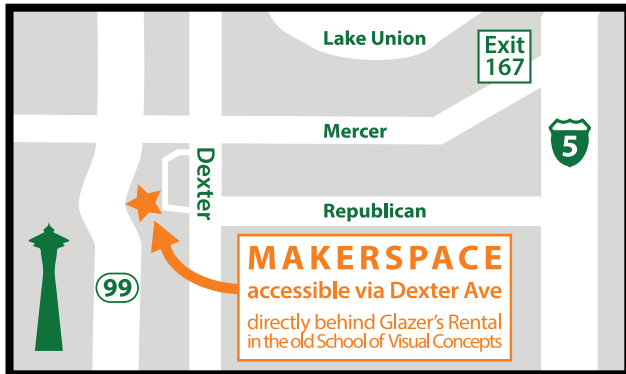 Lake Union
Exit
167
Mercer
5
Dexter
Republican
99
MAKERSPACE
accessible via Dexter Ave
directly behind Glazer's Rental
in the old School of Visual Concepts